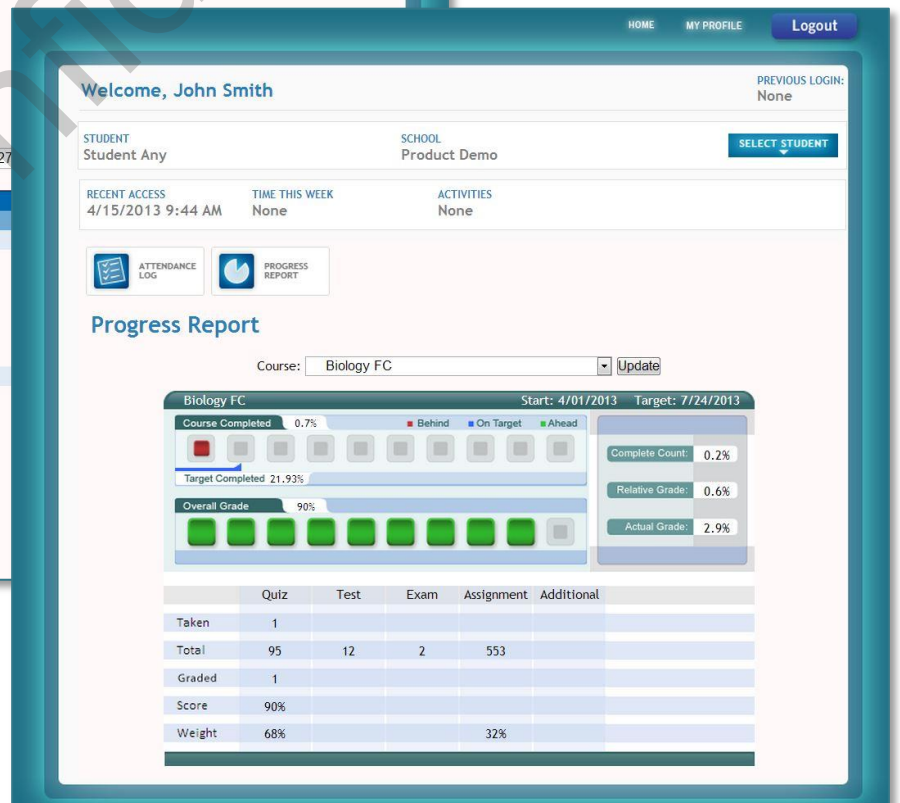 HOME MY PROFILE Logout
Welcome, John Smith
PREVIOUS LOGIN:
None
STUDENT
Student Any
SCHOOL
Product Demo
SELECT STUDENT
RECENT ACCESS
4/15/2013 9:44 AM
TIME THIS WEEK
None
ACTIVITIES
None
ATTENDANCE
LOG
PROGRESS
REPORT
27
Progress Report
Course: Biology FC Update
Biology FC Start: 4/01/2013 Target: 7/24/2013
Course Completed 0.7% Behind On Target Ahead
Target Completed 21.93%
Overall Grade 90%
Complete Count: 0.2%
Relative Grade: 0.6%
Actual Grade: 2.9%
Quiz Test Exam Assignment Additional
Taken 1
Total 95 12 2 553
Graded 1
Score 90%
Weight 68% 32%